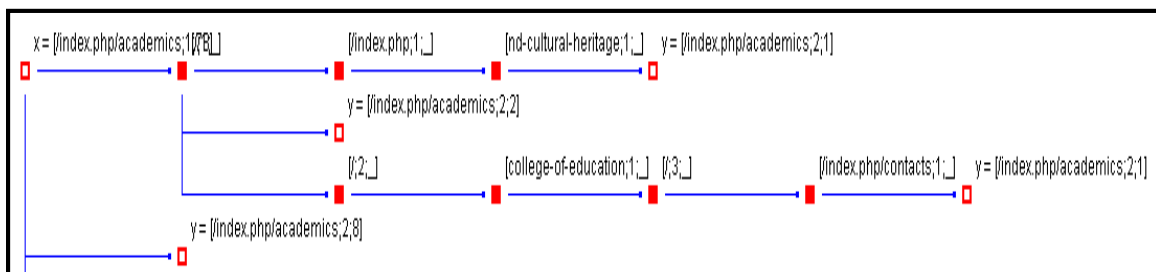 x = [/index.php/academics;1;78] [/;1;_] [/index.php;1;_] [nd-cultural-heritage;1;_] y = [/index.php/academics;2;1]
y = [/index.php/academics;2;2]
[/;2;_] [college-of-education;1;_] [/;3;_] [/index.php/contacts;1;_] y = [/index.php/academics;2;1]
y = [/index.php/academics;2;8]